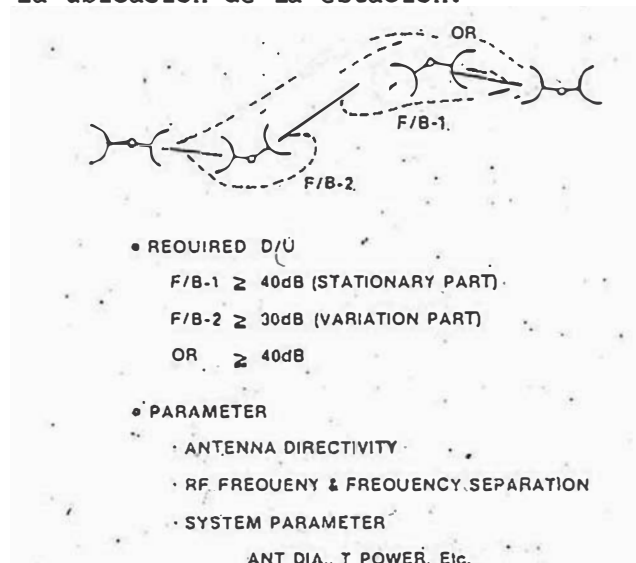 la ubicación de la estación.
OR
F/B-1.
F/B-2
• REQUIRED D/U
F/B-1 ≥ 40dB (STATIONARY PART)
F/B-2 ≥ 30dB (VARIATION PART)
OR ≥ 40dB
• PARAMETER
· ANTENNA DIRECTIVITY
· RF FREQUENY & FREQUENCY SEPARATION
· SYSTEM PARAMETER
ANT DIA., T POWER, Etc.